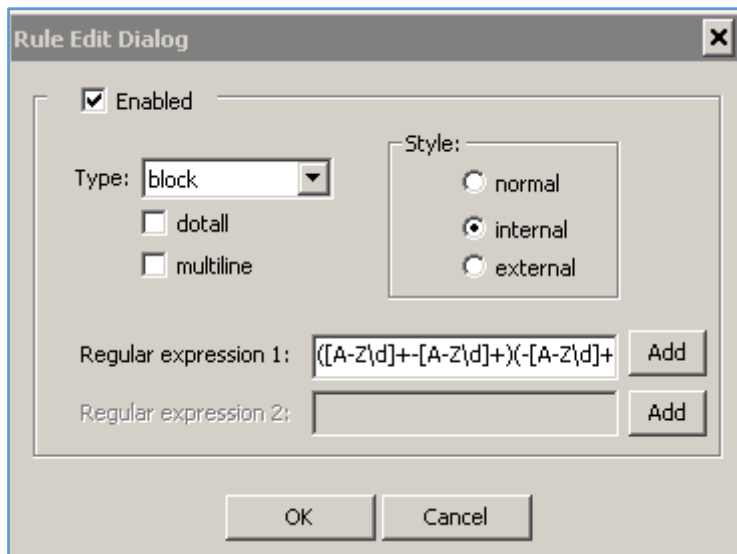 Rule Edit Dialog
Enabled
Style:
Type: block
normal
dotall
internal
multiline
external
Regular expression 1: ([A-Z\d]+-[A-Z\d]+)(-[A-Z\d]+ Add
Regular expression 2: Add
OK Cancel